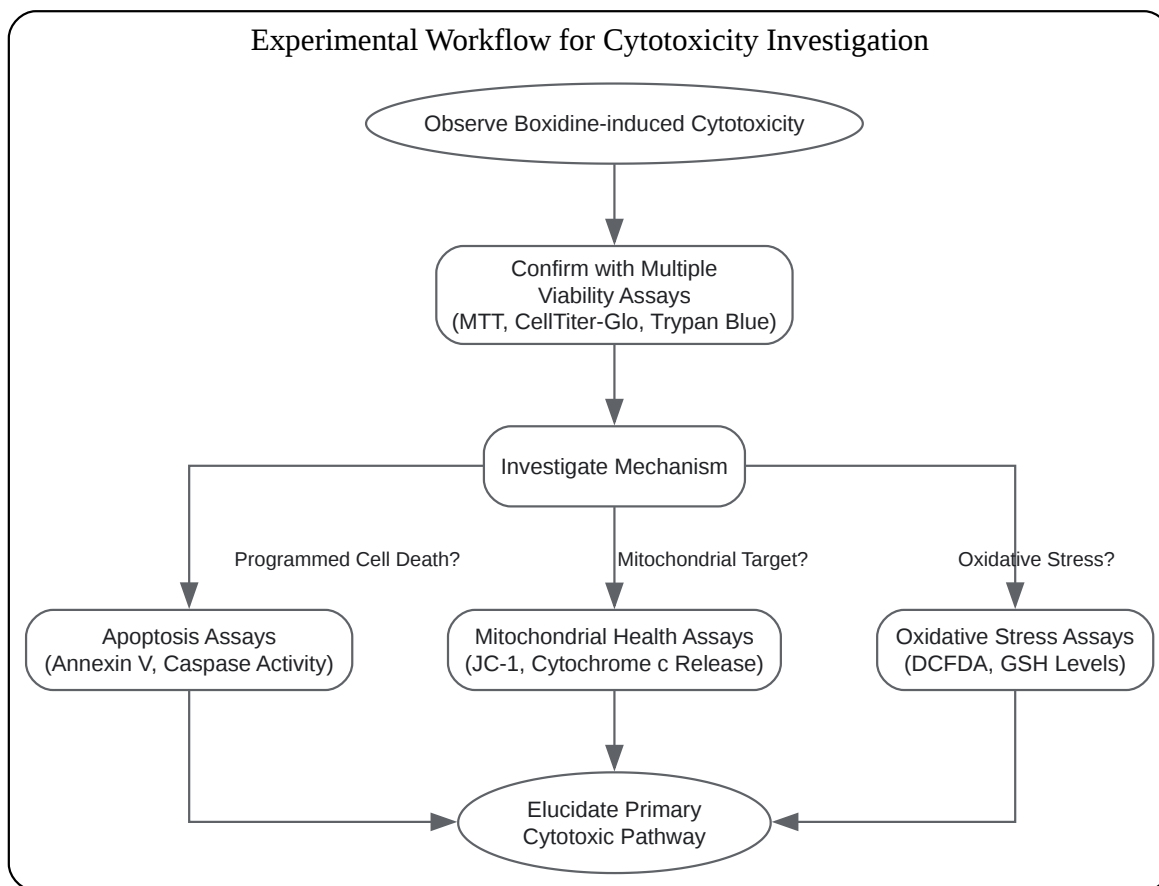 Experimental Workflow for Cytotoxicity Investigation
Observe Boxidine-induced Cytotoxicity
Confirm with Multiple
Viability Assays
(MTT, CellTiter-Glo, Trypan Blue)
Investigate Mechanism
Programmed Cell Death?
Mitochondrial Target?
Oxidative Stress?
Apoptosis Assays
(Annexin V, Caspase Activity)
Mitochondrial Health Assays
(JC-1, Cytochrome c Release)
Oxidative Stress Assays
(DCFDA, GSH Levels)
Elucidate Primary
Cytotoxic Pathway